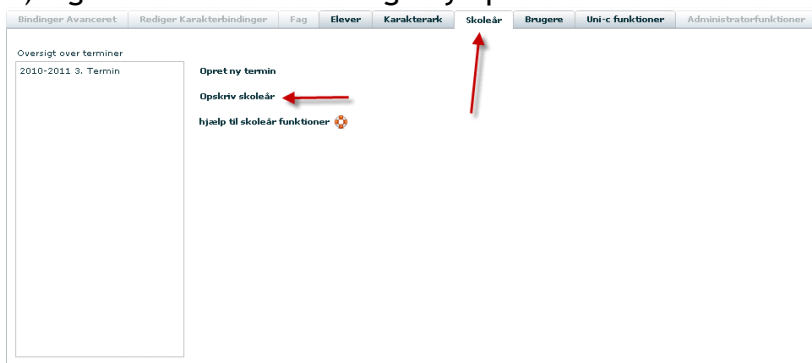 Bindinger Avanceret Rediger Karakterbindinger Fag Elever Karakterark Skoleår Brugere Uni-c funktioner Administratorfunktioner
Oversigt over terminer
2010-2011 3. Termin
Opret ny termin
Opskriv skoleår
hjælp til skoleår funktioner